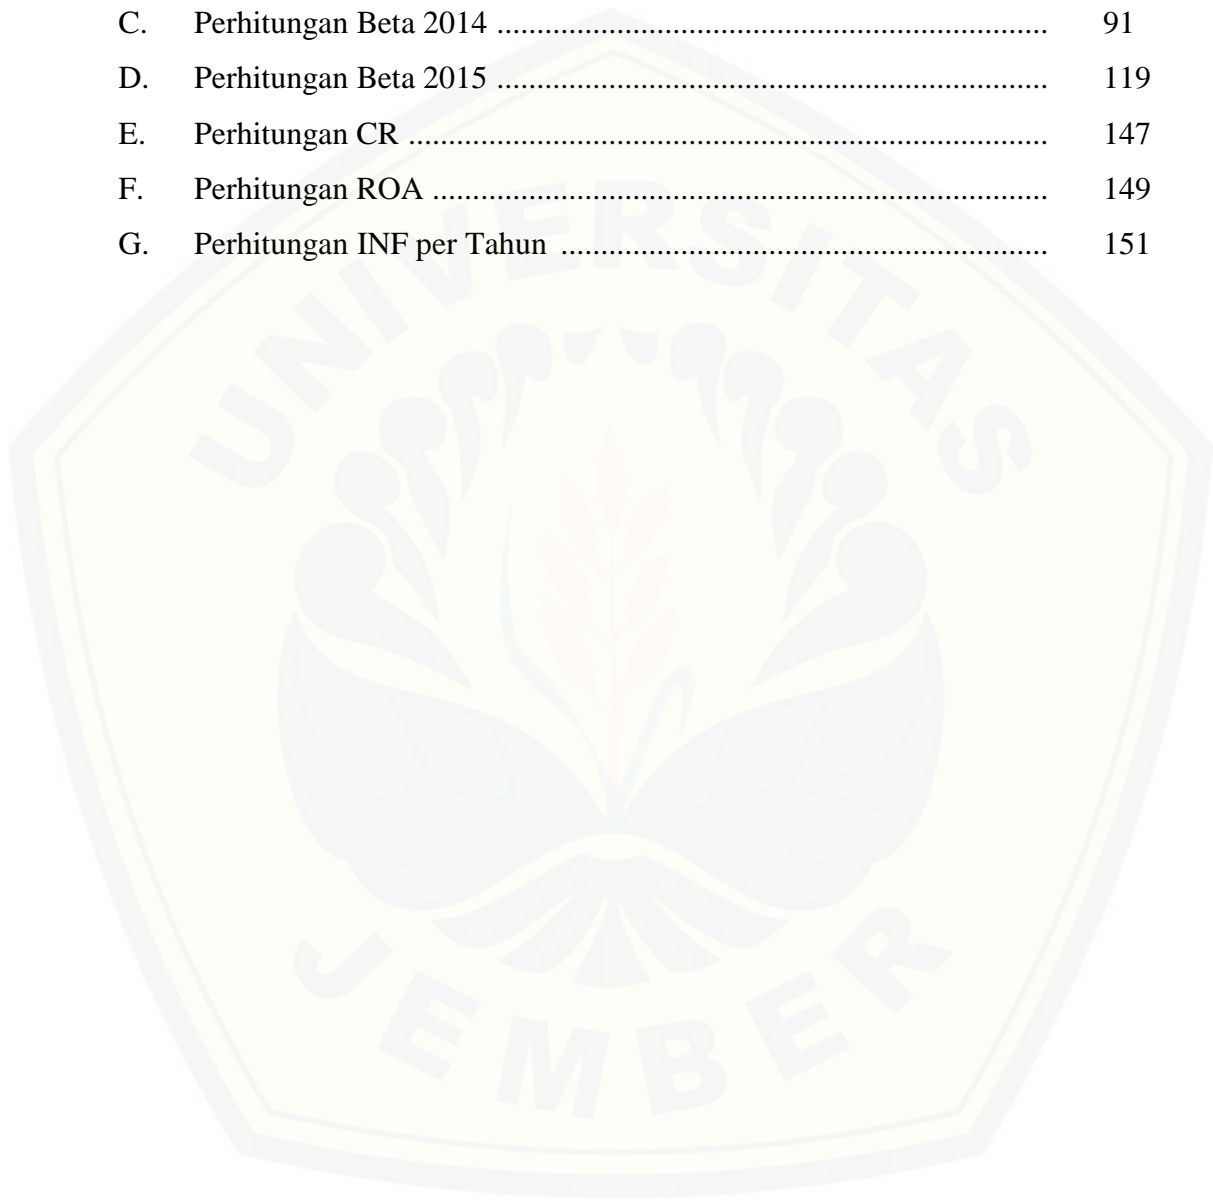 C. Perhitungan Beta 2014 ................................................................... 91
D. Perhitungan Beta 2015 ................................................................... 119
E. Perhitungan CR .............................................................................. 147
F. Perhitungan ROA ........................................................................... 149
G. Perhitungan INF per Tahun ........................................................... 151
UNIVERSITAS
JEMBER